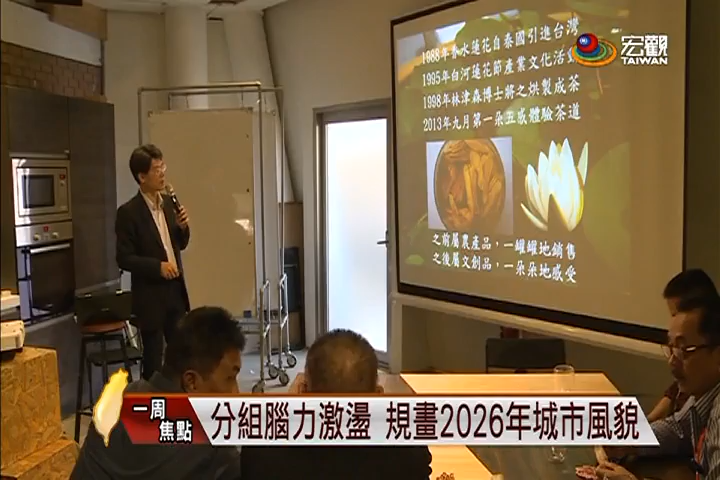 1988年香水蓮花自泰國引進台灣
1995年白河蓮花節產業文化活
1998年林津森博士將之烘製成茶
2013年九月第一朵五感體驗茶道
宏觀
TAIWAN
之前屬農產品，一罐罐地銷售
之後屬文創品，一朵朵地感受
一周
焦點
分組腦力激盪 規畫2026年城市風貌